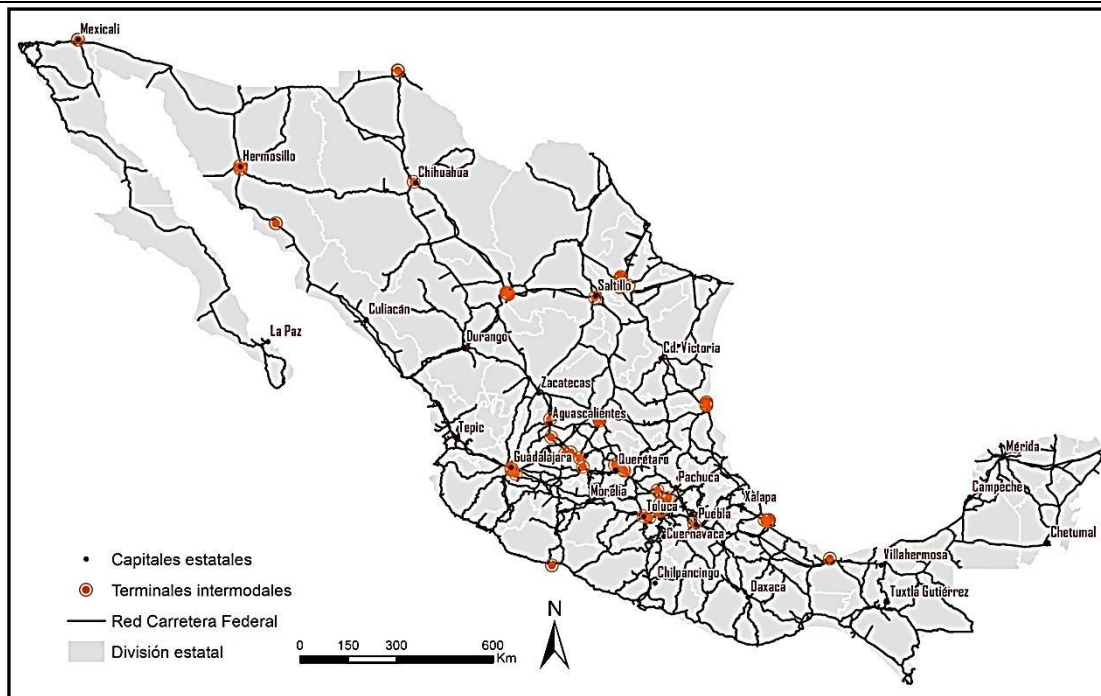 Mexicali
Hermosillo
Chihuahua
Saltillo
Culiacán
La Paz
Durango
Cd. Victoria
Zacatecas
Aguascalientes
Tepic
Guadalajara
Querétaro
Mérida
Pachuca
Campeche
Morelia
Xalapa
Toluca
Puebla
Cuernavaca
Chetumal
Villahermosa
Chilpancingo
Oaxaca
Tuxtla Gutiérrez
Capitales estatales
Terminales intermodales
Red Carretera Federal
División estatal
0 150 300 600
Km
N